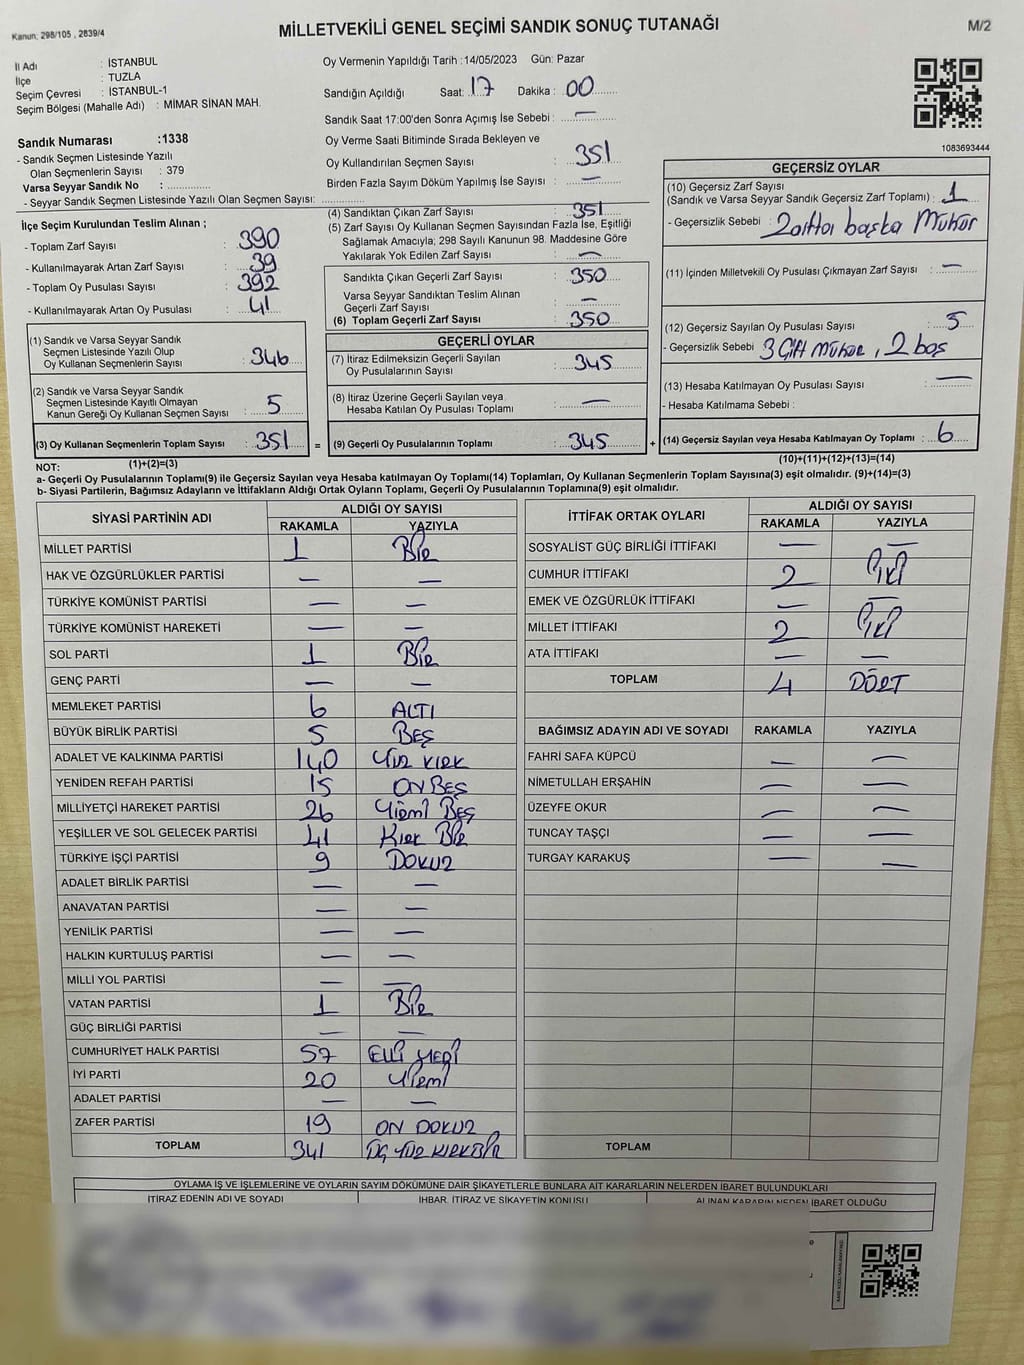 Kanun; 298/105 , 2839/4
MİLLETVEKİLİ GENEL SEÇİMİ SANDIK SONUÇ TUTANAĞI
M/2
İl Adı : İSTANBUL
İlçe : TUZLA
Seçim Çevresi : İSTANBUL-1
Seçim Bölgesi (Mahalle Adı) : MİMAR SİNAN MAH.
Sandık Numarası :1338
- Sandık Seçmen Listesinde Yazılı
Olan Seçmenlerin Sayısı : 379
Varsa Seyyar Sandık No :
- Seyyar Sandık Seçmen Listesinde Yazılı Olan Seçmen Sayısı:
Oy Vermenin Yapıldığı Tarih :14/05/2023 Gün: Pazar
Sandığın Açıldığı Saat: 17 Dakika : 00
Sandık Saat 17:00'den Sonra Açımış İse Sebebi : —
Oy Verme Saati Bitiminde Sırada Bekleyen ve
Oy Kullandırılan Seçmen Sayısı : 351
Birden Fazla Sayım Döküm Yapılmış İse Sayısı : —
1083693444
İlçe Seçim Kurulundan Teslim Alınan ;
- Toplam Zarf Sayısı : 390
- Kullanılmayarak Artan Zarf Sayısı : 39
- Toplam Oy Pusulası Sayısı : 392
- Kullanılmayarak Artan Oy Pusulası : 41
(1) Sandık ve Varsa Seyyar Sandık
Seçmen Listesinde Yazılı Olup
Oy Kullanan Seçmenlerin Sayısı : 346
(2) Sandık ve Varsa Seyyar Sandık
Seçmen Listesinde Kayıtlı Olmayan
Kanun Gereği Oy Kullanan Seçmen Sayısı : 5
(3) Oy Kullanan Seçmenlerin Toplam Sayısı : 351 =
(1)+(2)=(3)
(4) Sandıktan Çıkan Zarf Sayısı : 351
(5) Zarf Sayısı Oy Kullanan Seçmen Sayısından Fazla İse, Eşitliği
Sağlamak Amacıyla; 298 Sayılı Kanunun 98. Maddesine Göre
Yakılarak Yok Edilen Zarf Sayısı : —
Sandıkta Çıkan Geçerli Zarf Sayısı : 350
Varsa Seyyar Sandıktan Teslim Alınan
Geçerli Zarf Sayısı : —
(6) Toplam Geçerli Zarf Sayısı : 350
GEÇERLİ OYLAR
(7) İtiraz Edilmeksizin Geçerli Sayılan
Oy Pusulalarının Sayısı : 345
(8) İtiraz Üzerine Geçerli Sayılan veya
Hesaba Katılan Oy Pusulası Toplamı : —
(9) Geçerli Oy Pusulalarının Toplamı : 345 +
GEÇERSİZ OYLAR
(10) Geçersiz Zarf Sayısı
(Sandık ve Varsa Seyyar Sandık Geçersiz Zarf Toplamı) : 1
- Geçersizlik Sebebi : başka Mühür
(11) İçinden Milletvekili Oy Pusulası Çıkmayan Zarf Sayısı : —
(12) Geçersiz Sayılan Oy Pusulası Sayısı : 5
- Geçersizlik Sebebi : 3 Çift Mühür , 2 boş
(13) Hesaba Katılmayan Oy Pusulası Sayısı : —
- Hesaba Katılmama Sebebi :
(14) Geçersiz Sayılan veya Hesaba Katılmayan Oy Toplamı : 6
(10)+(11)+(12)+(13)=(14)
NOT:
a- Geçerli Oy Pusulalarının Toplamı(9) ile Geçersiz Sayılan veya Hesaba Katılmayan Oy Toplamı(14) Toplamları, Oy Kullanan Seçmenlerin Toplam Sayısına(3) eşit olmalıdır. (9)+(14)=(3)
b- Siyasi Partilerin, Bağımsız Adayların ve İttifakların Aldığı Ortak Oyların Toplamı, Geçerli Oy Pusulalarının Toplamına(9) eşit olmalıdır.
SİYASİ PARTİNİN ADI ALDIĞI OY SAYISI
RAKAMLA YAZIYLA
MİLLET PARTİSİ 1 BİR
HAK VE ÖZGÜRLÜKLER PARTİSİ — —
TÜRKİYE KOMÜNİST PARTİSİ — —
TÜRKİYE KOMÜNİST HAREKETİ — —
SOL PARTİ 1 BİR
GENÇ PARTİ — —
MEMLEKET PARTİSİ 6 ALTI
BÜYÜK BİRLİK PARTİSİ 5 BEŞ
ADALET VE KALKINMA PARTİSİ 140 YÜZ KIRK
YENİDEN REFAH PARTİSİ 15 ON BEŞ
MİLLİYETÇİ HAREKET PARTİSİ 26 YİRMİ BEŞ
YEŞİLLER VE SOL GELECEK PARTİSİ 41 KIRK BİR
TÜRKİYE İŞÇİ PARTİSİ 9 DOKUZ
ADALET BİRLİK PARTİSİ — —
ANAVATAN PARTİSİ — —
YENİLİK PARTİSİ — —
HALKIN KURTULUŞ PARTİSİ — —
MİLLİ YOL PARTİSİ — —
VATAN PARTİSİ 1 BİR
GÜÇ BİRLİĞİ PARTİSİ — —
CUMHURİYET HALK PARTİSİ 57 ELLİ YEDİ
İYİ PARTİ 20 YİRMİ
ADALET PARTİSİ — —
ZAFER PARTİSİ 19 ON DOKUZ
TOPLAM 341 ÜÇ YÜZ KIRK BİR
İTTİFAK ORTAK OYLARI ALDIĞI OY SAYISI
RAKAMLA YAZIYLA
SOSYALİST GÜÇ BİRLİĞİ İTTİFAKI — —
CUMHUR İTTİFAKI 2 İKİ
EMEK VE ÖZGÜRLÜK İTTİFAKI — —
MİLLET İTTİFAKI 2 İKİ
ATA İTTİFAKI — —
TOPLAM 4 DÖRT
BAĞIMSIZ ADAYIN ADI VE SOYADI RAKAMLA YAZIYLA
FAHRİ SAFA KÜPCÜ — —
NİMETULLAH ERŞAHİN — —
ÜZEYFE OKUR — —
TUNCAY TAŞÇI — —
TURGAY KARAKUŞ — —
TOPLAM
OYLAMA İŞ VE İŞLEMLERİNE VE OYLARIN SAYIM DÖKÜMÜNE DAİR ŞİKAYETLERLE BUNLARA AİT KARARLARIN NELERDEN İBARET BULUNDUKLARI
İTİRAZ EDENİN ADI VE SOYADI İHBAR, İTİRAZ VE ŞİKAYETİN KONUSU ALINAN KARARIN NEDEN İBARET OLDUĞU